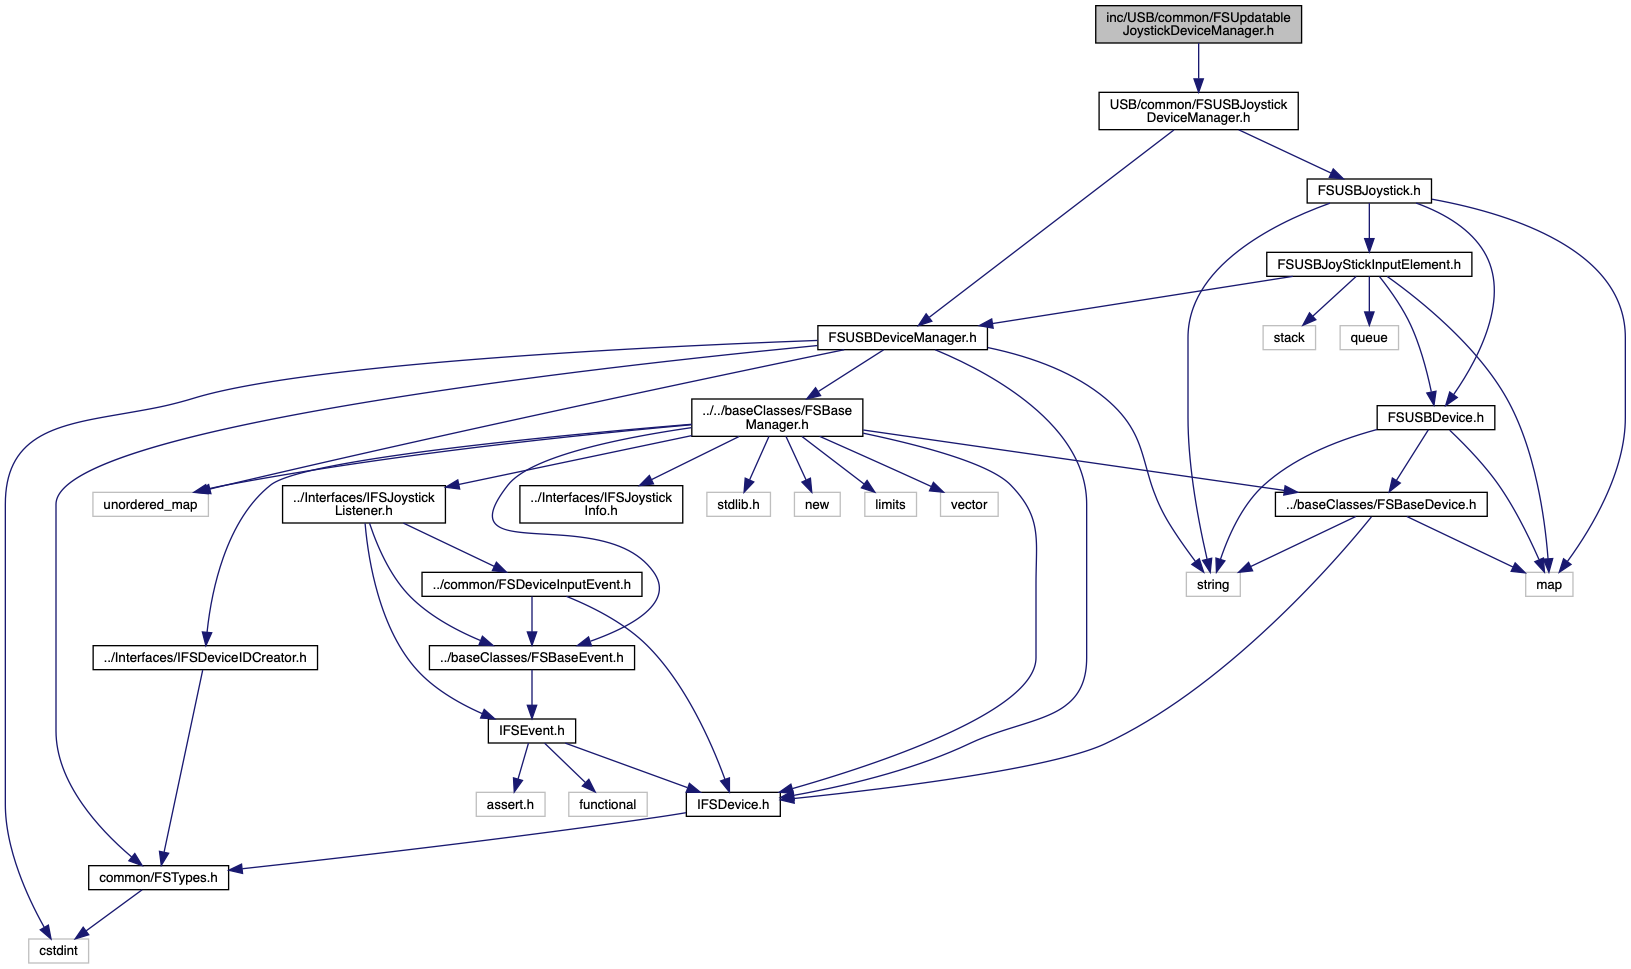 inc/USB/common/FSUpdatable
JoystickDeviceManager.h
USB/common/FSUSBJoystick
DeviceManager.h
FSUSBJoystick.h
FSUSBJoyStickInputElement.h
FSUSBDeviceManager.h
stack
queue
../../baseClasses/FSBase
Manager.h
FSUSBDevice.h
unordered_map
../Interfaces/IFSJoystick
Listener.h
../Interfaces/IFSJoystick
Info.h
stdlib.h
new
limits
vector
../baseClasses/FSBaseDevice.h
../common/FSDeviceInputEvent.h
string
map
../Interfaces/IFSDeviceIDCreator.h
../baseClasses/FSBaseEvent.h
IFSEvent.h
assert.h
functional
IFSDevice.h
common/FSTypes.h
cstdint